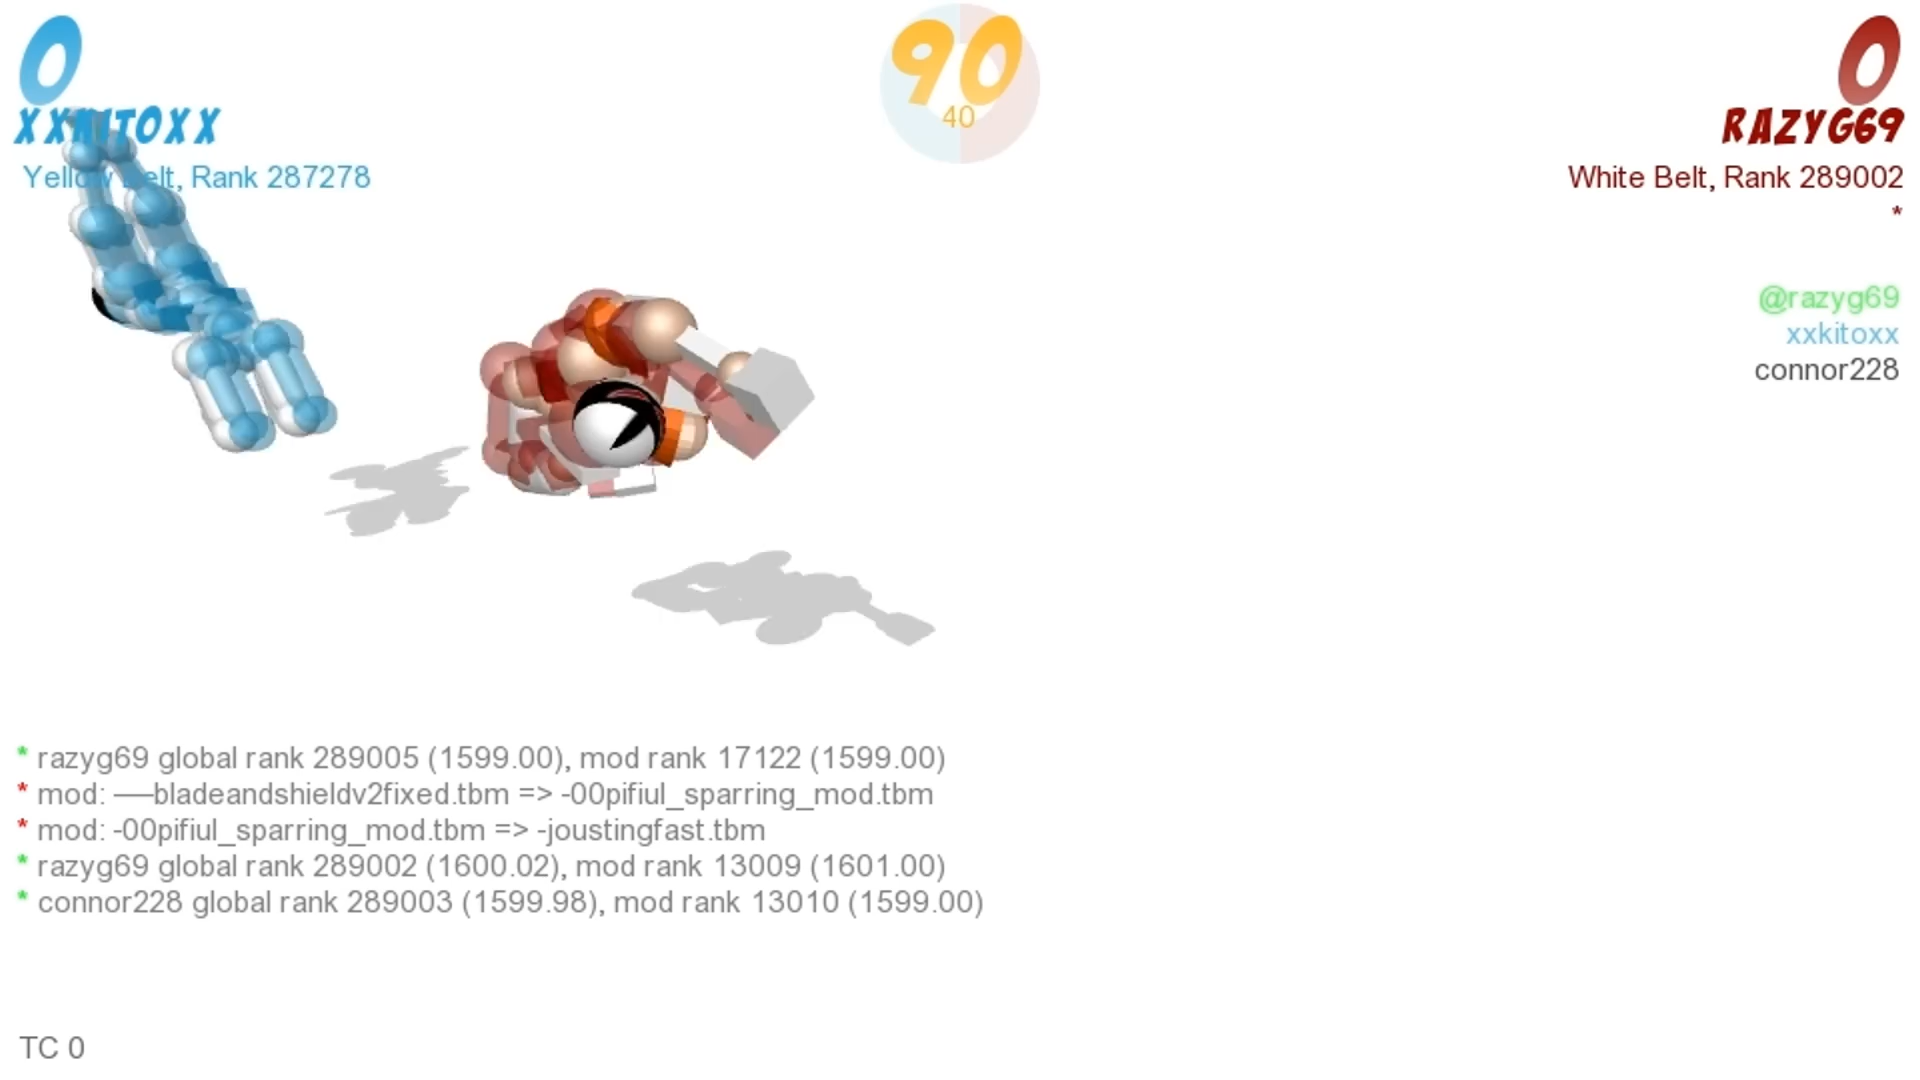 0
90
0
XXKITOXX
40
RAZYG69
Yellow Belt, Rank 287278
White Belt, Rank 289002
*
@razyg69
xxkitoxx
connor228
* razyg69 global rank 289005 (1599.00), mod rank 17122 (1599.00)
* mod: —–bladeandshieldv2fixed.tbm => -00pifiul_sparring_mod.tbm
* mod: -00pifiul_sparring_mod.tbm => -joustingfast.tbm
* razyg69 global rank 289002 (1600.02), mod rank 13009 (1601.00)
* connor228 global rank 289003 (1599.98), mod rank 13010 (1599.00)
TC 0